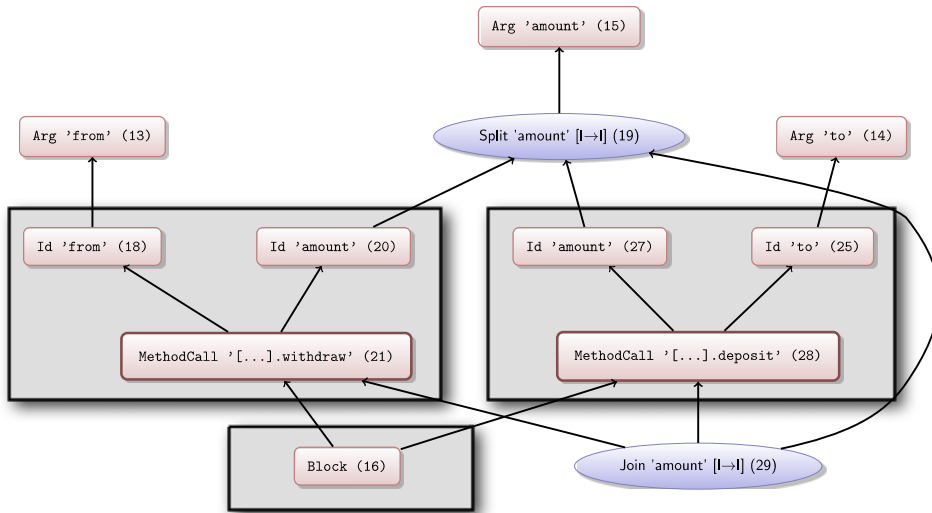 Arg 'amount' (15)
Arg 'from' (13)
Split 'amount' [I→I] (19)
Arg 'to' (14)
Id 'from' (18)
Id 'amount' (20)
Id 'amount' (27)
Id 'to' (25)
MethodCall '[...].withdraw' (21)
MethodCall '[...].deposit' (28)
Block (16)
Join 'amount' [I→I] (29)